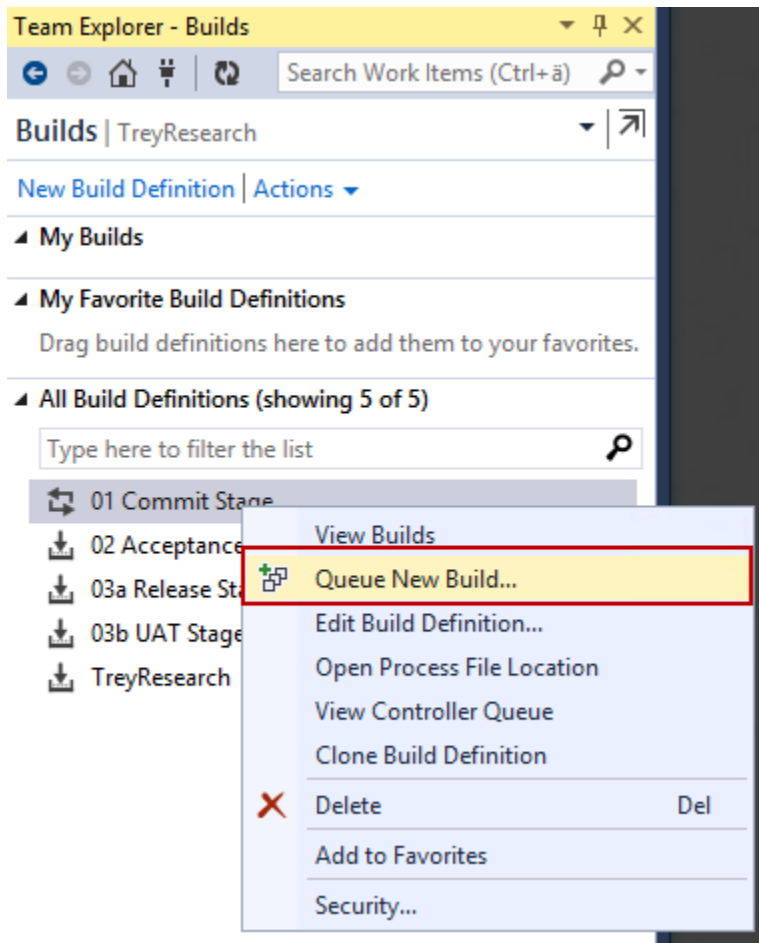 Team Explorer - Builds
Search Work Items (Ctrl+ä)
Builds | TreyResearch
New Build Definition | Actions
My Builds
My Favorite Build Definitions
Drag build definitions here to add them to your favorites.
All Build Definitions (showing 5 of 5)
Type here to filter the list
01 Commit Stage
02 Acceptance
03a Release Sta
03b UAT Stage
TreyResearch
View Builds
Queue New Build...
Edit Build Definition...
Open Process File Location
View Controller Queue
Clone Build Definition
Delete Del
Add to Favorites
Security...